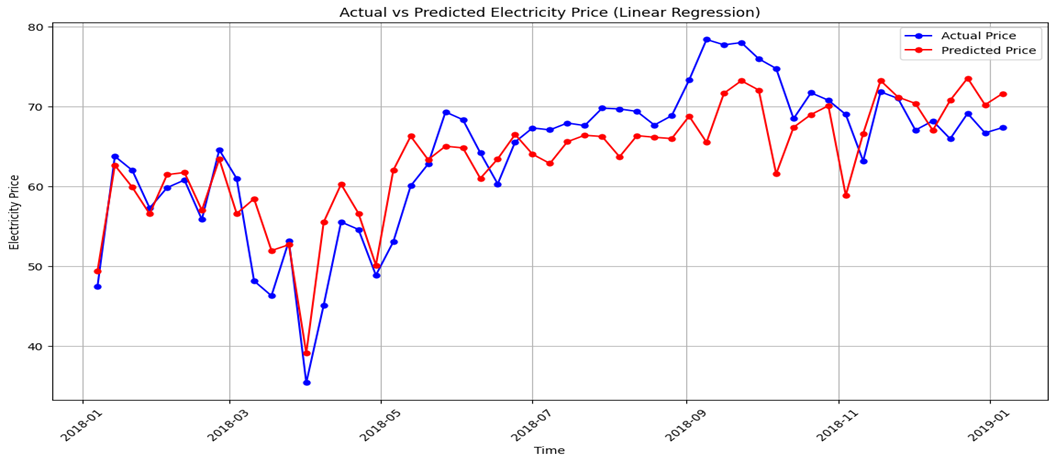 Actual vs Predicted Electricity Price (Linear Regression)
Actual Price
Predicted Price
Electricity Price
80
70
60
50
40
2018-01
2018-03
2018-05
2018-07
2018-09
2018-11
2019-01
Time